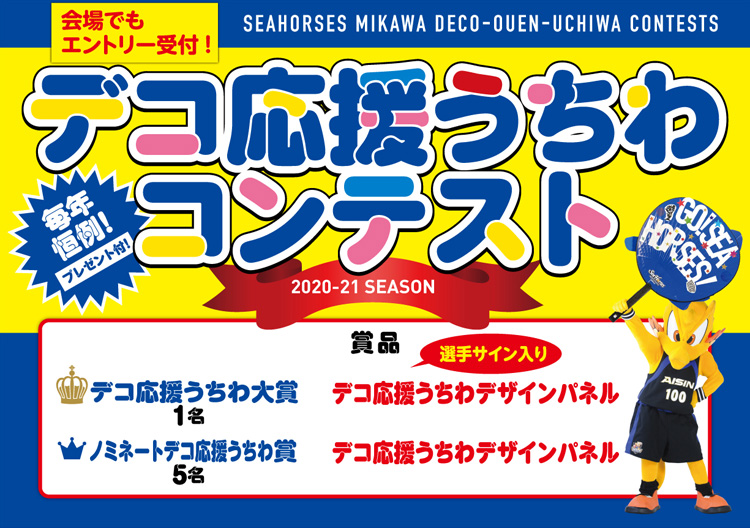 会場でも
エントリー受付！
SEAHORSES MIKAWA DECO-OUEN-UCHIWA CONTESTS
デコ応援うちわ
コンテスト
毎年
恒例!
プレゼント付!
2020-21 SEASON
GO!SEA
HORSES!
賞品
選手サイン入り
デコ応援うちわ大賞
1名
デコ応援うちわデザインパネル
ノミネートデコ応援うちわ賞
5名
デコ応援うちわデザインパネル
AISIN
100